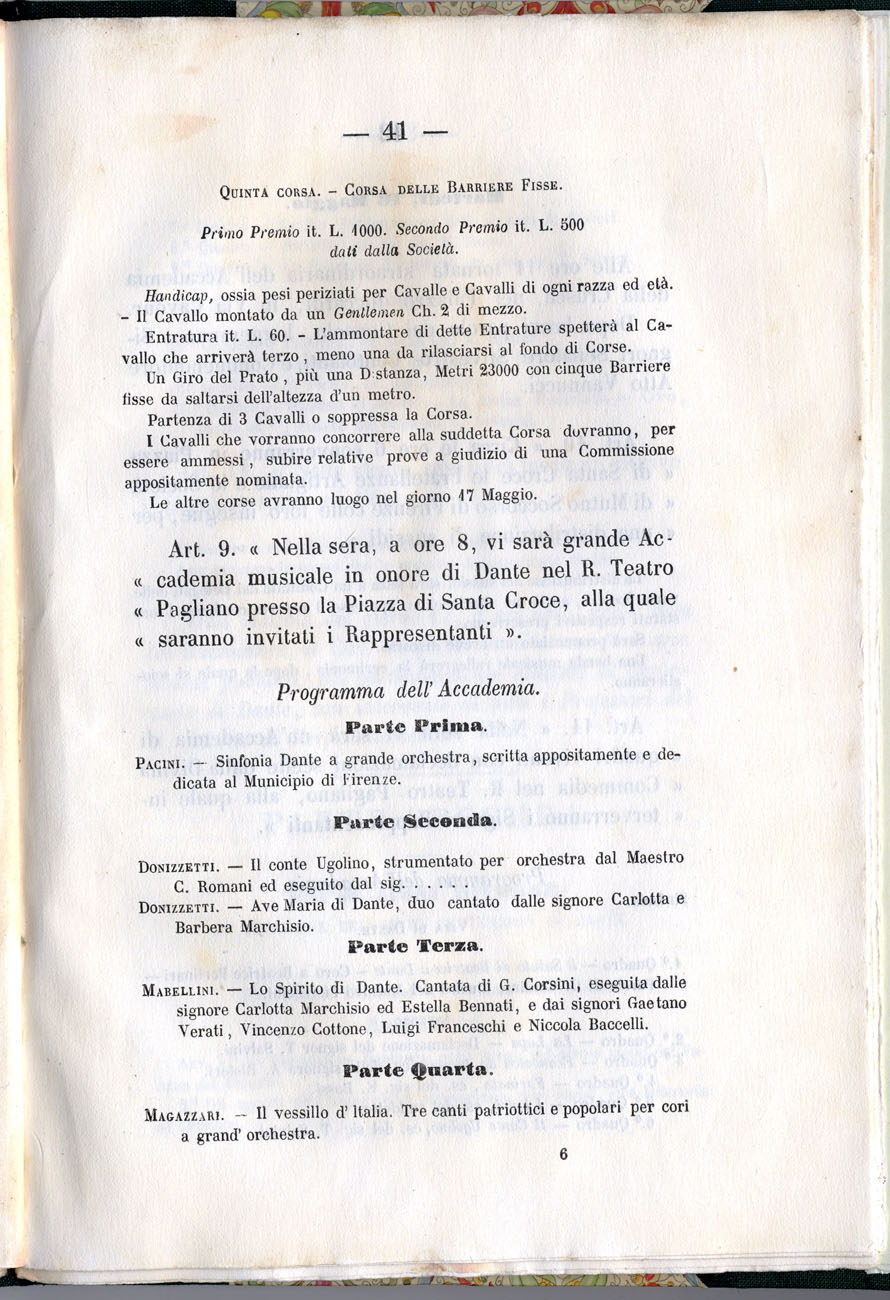 — 41 —
QUINTA CORSA. – CORSA DELLE BARRIERE FISSE.
Primo Premio it. L. 1000. Secondo Premio it. L. 500
dati dalla Società.
Handicap, ossia pesi periziati per Cavalle e Cavalli di ogni razza ed età.
– Il Cavallo montato da un Gentlemen Ch. 2 di mezzo.
Entratura it. L. 60. – L'ammontare di dette Entrature spetterà al Ca-
vallo che arriverà terzo, meno una da rilasciarsi al fondo di Corse.
Un Giro del Prato, più una D:stanza, Metri 23000 con cinque Barriere
fisse da saltarsi dell'altezza d'un metro.
Partenza di 3 Cavalli o soppressa la Corsa.
I Cavalli che vorranno concorrere alla suddetta Corsa dovranno, per
essere ammessi, subire relative prove a giudizio di una Commissione
appositamente nominata.
Le altre corse avranno luogo nel giorno 17 Maggio.
Art. 9. « Nella sera, a ore 8, vi sarà grande Ac-
« cademia musicale in onore di Dante nel R. Teatro
« Pagliano presso la Piazza di Santa Croce, alla quale
« saranno invitati i Rappresentanti ».
Programma dell' Accademia.
Parte Prima.
PACINI. — Sinfonia Dante a grande orchestra, scritta appositamente e de-
dicata al Municipio di Firenze.
Parte Seconda.
DONIZZETTI. — Il conte Ugolino, strumentato per orchestra dal Maestro
C. Romani ed eseguito dal sig. . . . . .
DONIZZETTI. — Ave Maria di Dante, duo cantato dalle signore Carlotta e
Barbera Marchisio.
Parte Terza.
MABELLINI. — Lo Spirito di Dante. Cantata di G. Corsini, eseguita dalle
signore Carlotta Marchisio ed Estella Bennati, e dai signori Gaetano
Verati, Vincenzo Cottone, Luigi Franceschi e Niccola Baccelli.
Parte Quarta.
MAGAZZARI. — Il vessillo d' Italia. Tre canti patriottici e popolari per cori
a grand' orchestra.
6